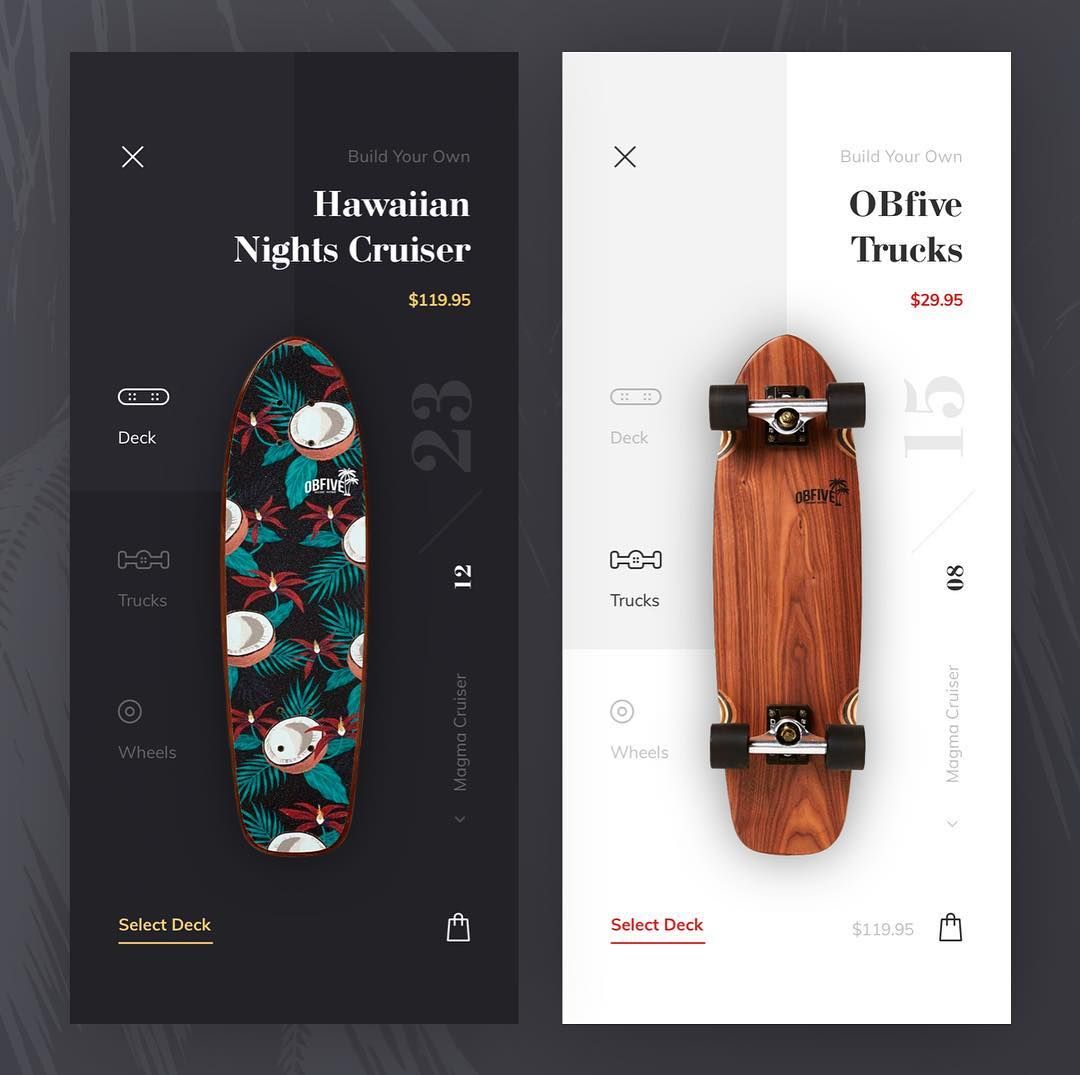 Build Your Own
Hawaiian
Nights Cruiser
$119.95
Deck
23
OBFIVE
12
Trucks
Magma Cruiser
Wheels
Select Deck
Build Your Own
OBfive
Trucks
$29.95
Deck
15
OBFIVE
08
Trucks
Magma Cruiser
Wheels
Select Deck
$119.95